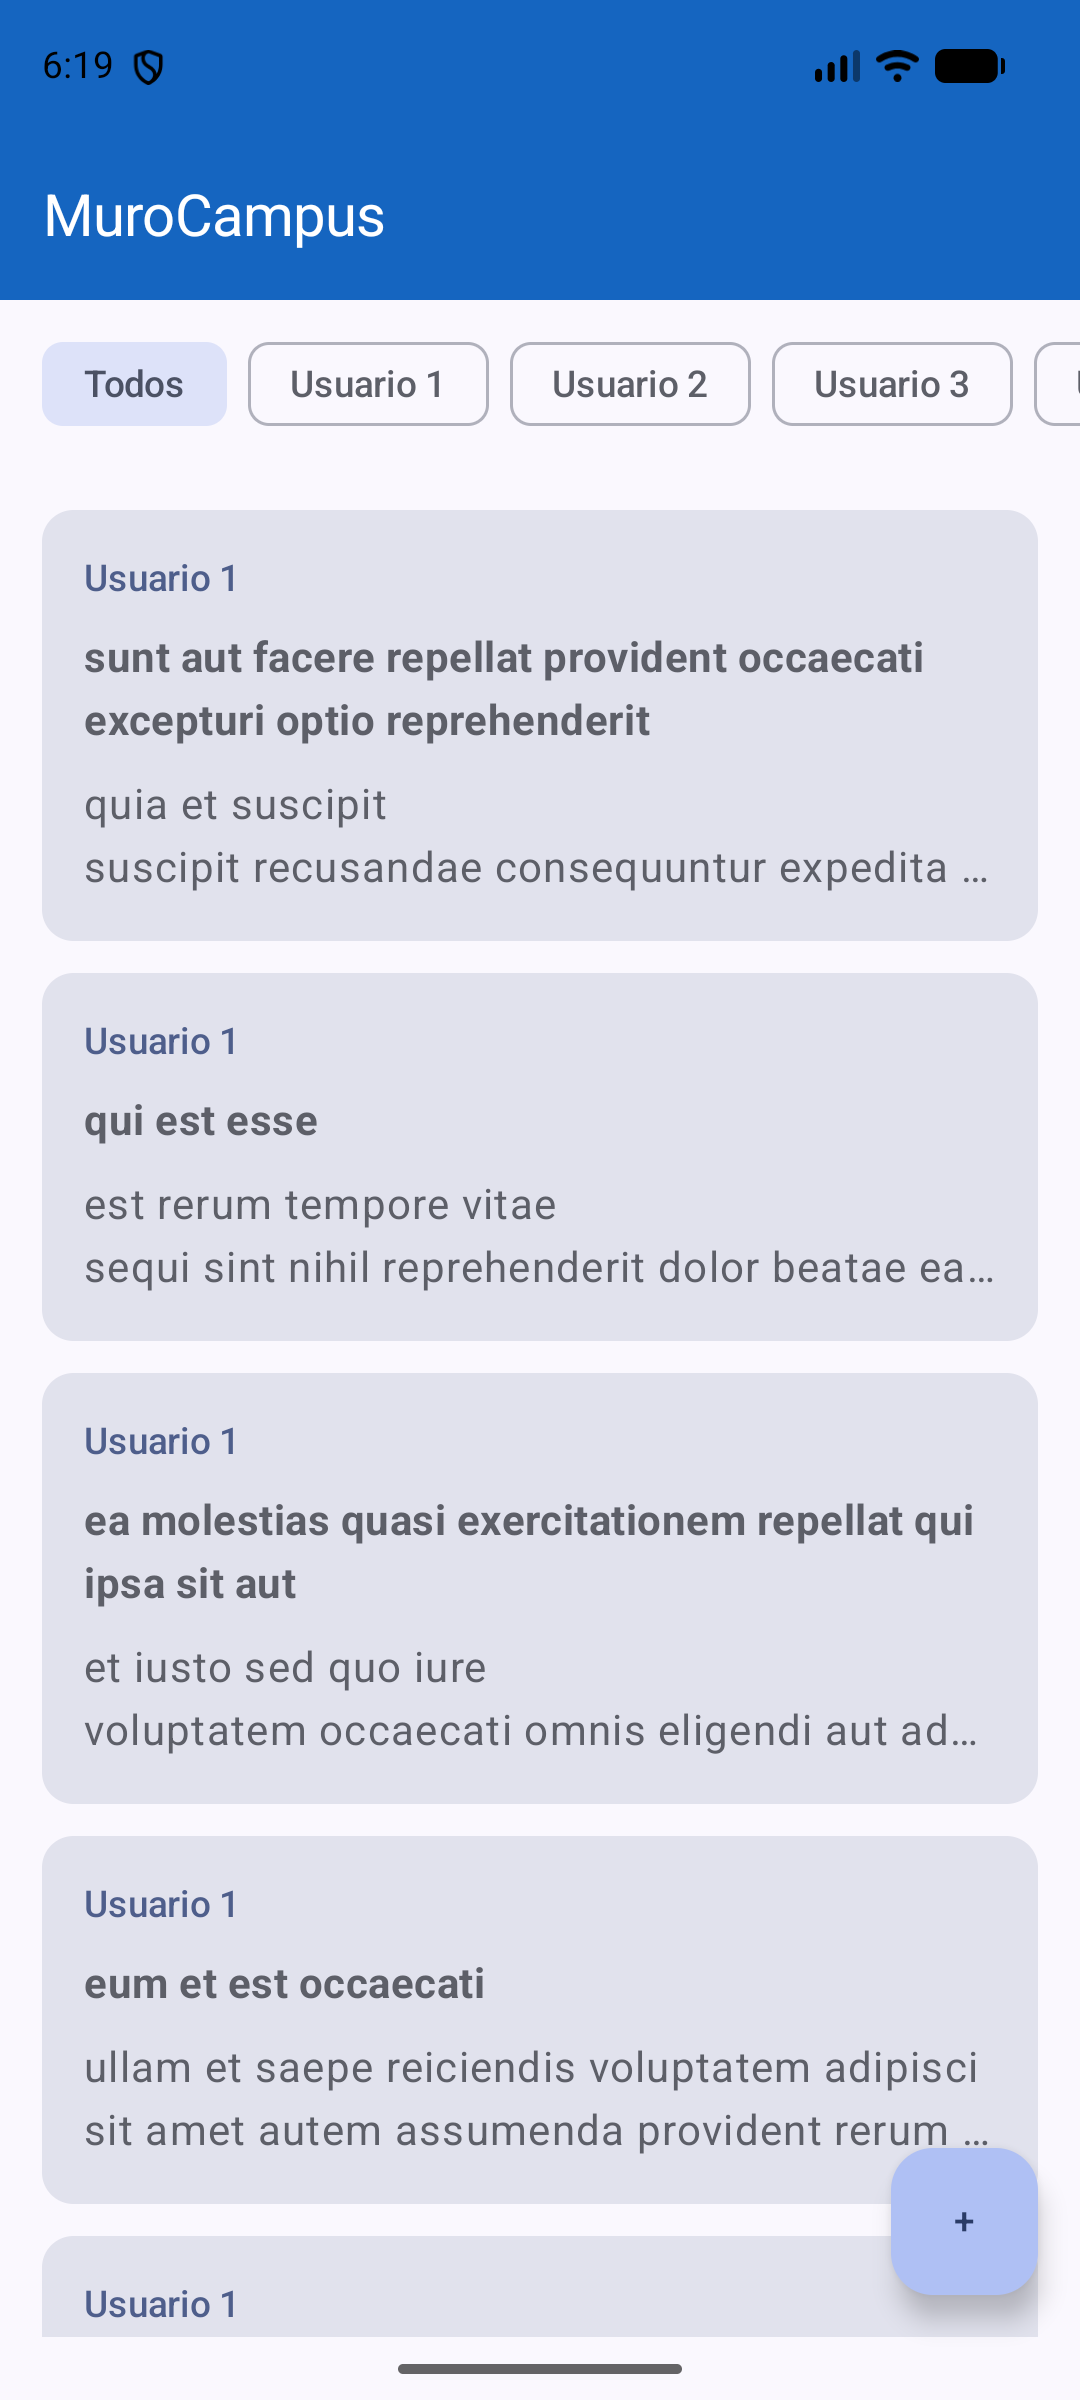 6:19
MuroCampus
Todos
Usuario 1
Usuario 2
Usuario 3
Usuario 1
sunt aut facere repellat provident occaecati
excepturi optio reprehenderit
quia et suscipit
suscipit recusandae consequuntur expedita ...
Usuario 1
qui est esse
est rerum tempore vitae
sequi sint nihil reprehenderit dolor beatae ea...
Usuario 1
ea molestias quasi exercitationem repellat qui
ipsa sit aut
et iusto sed quo iure
voluptatem occaecati omnis eligendi aut ad...
Usuario 1
eum et est occaecati
ullam et saepe reiciendis voluptatem adipisci
sit amet autem assumenda provident rerum ...
+
Usuario 1